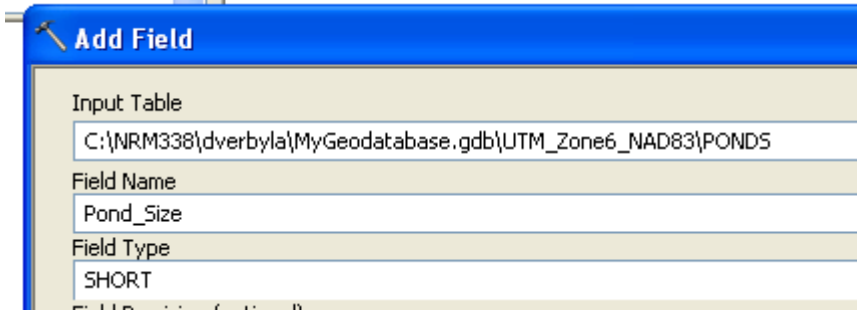 Add Field
Input Table
C:\NRM338\dverbyla\MyGeodatabase.gdb\UTM_Zone6_NAD83\PONDS
Field Name
Pond_Size
Field Type
SHORT